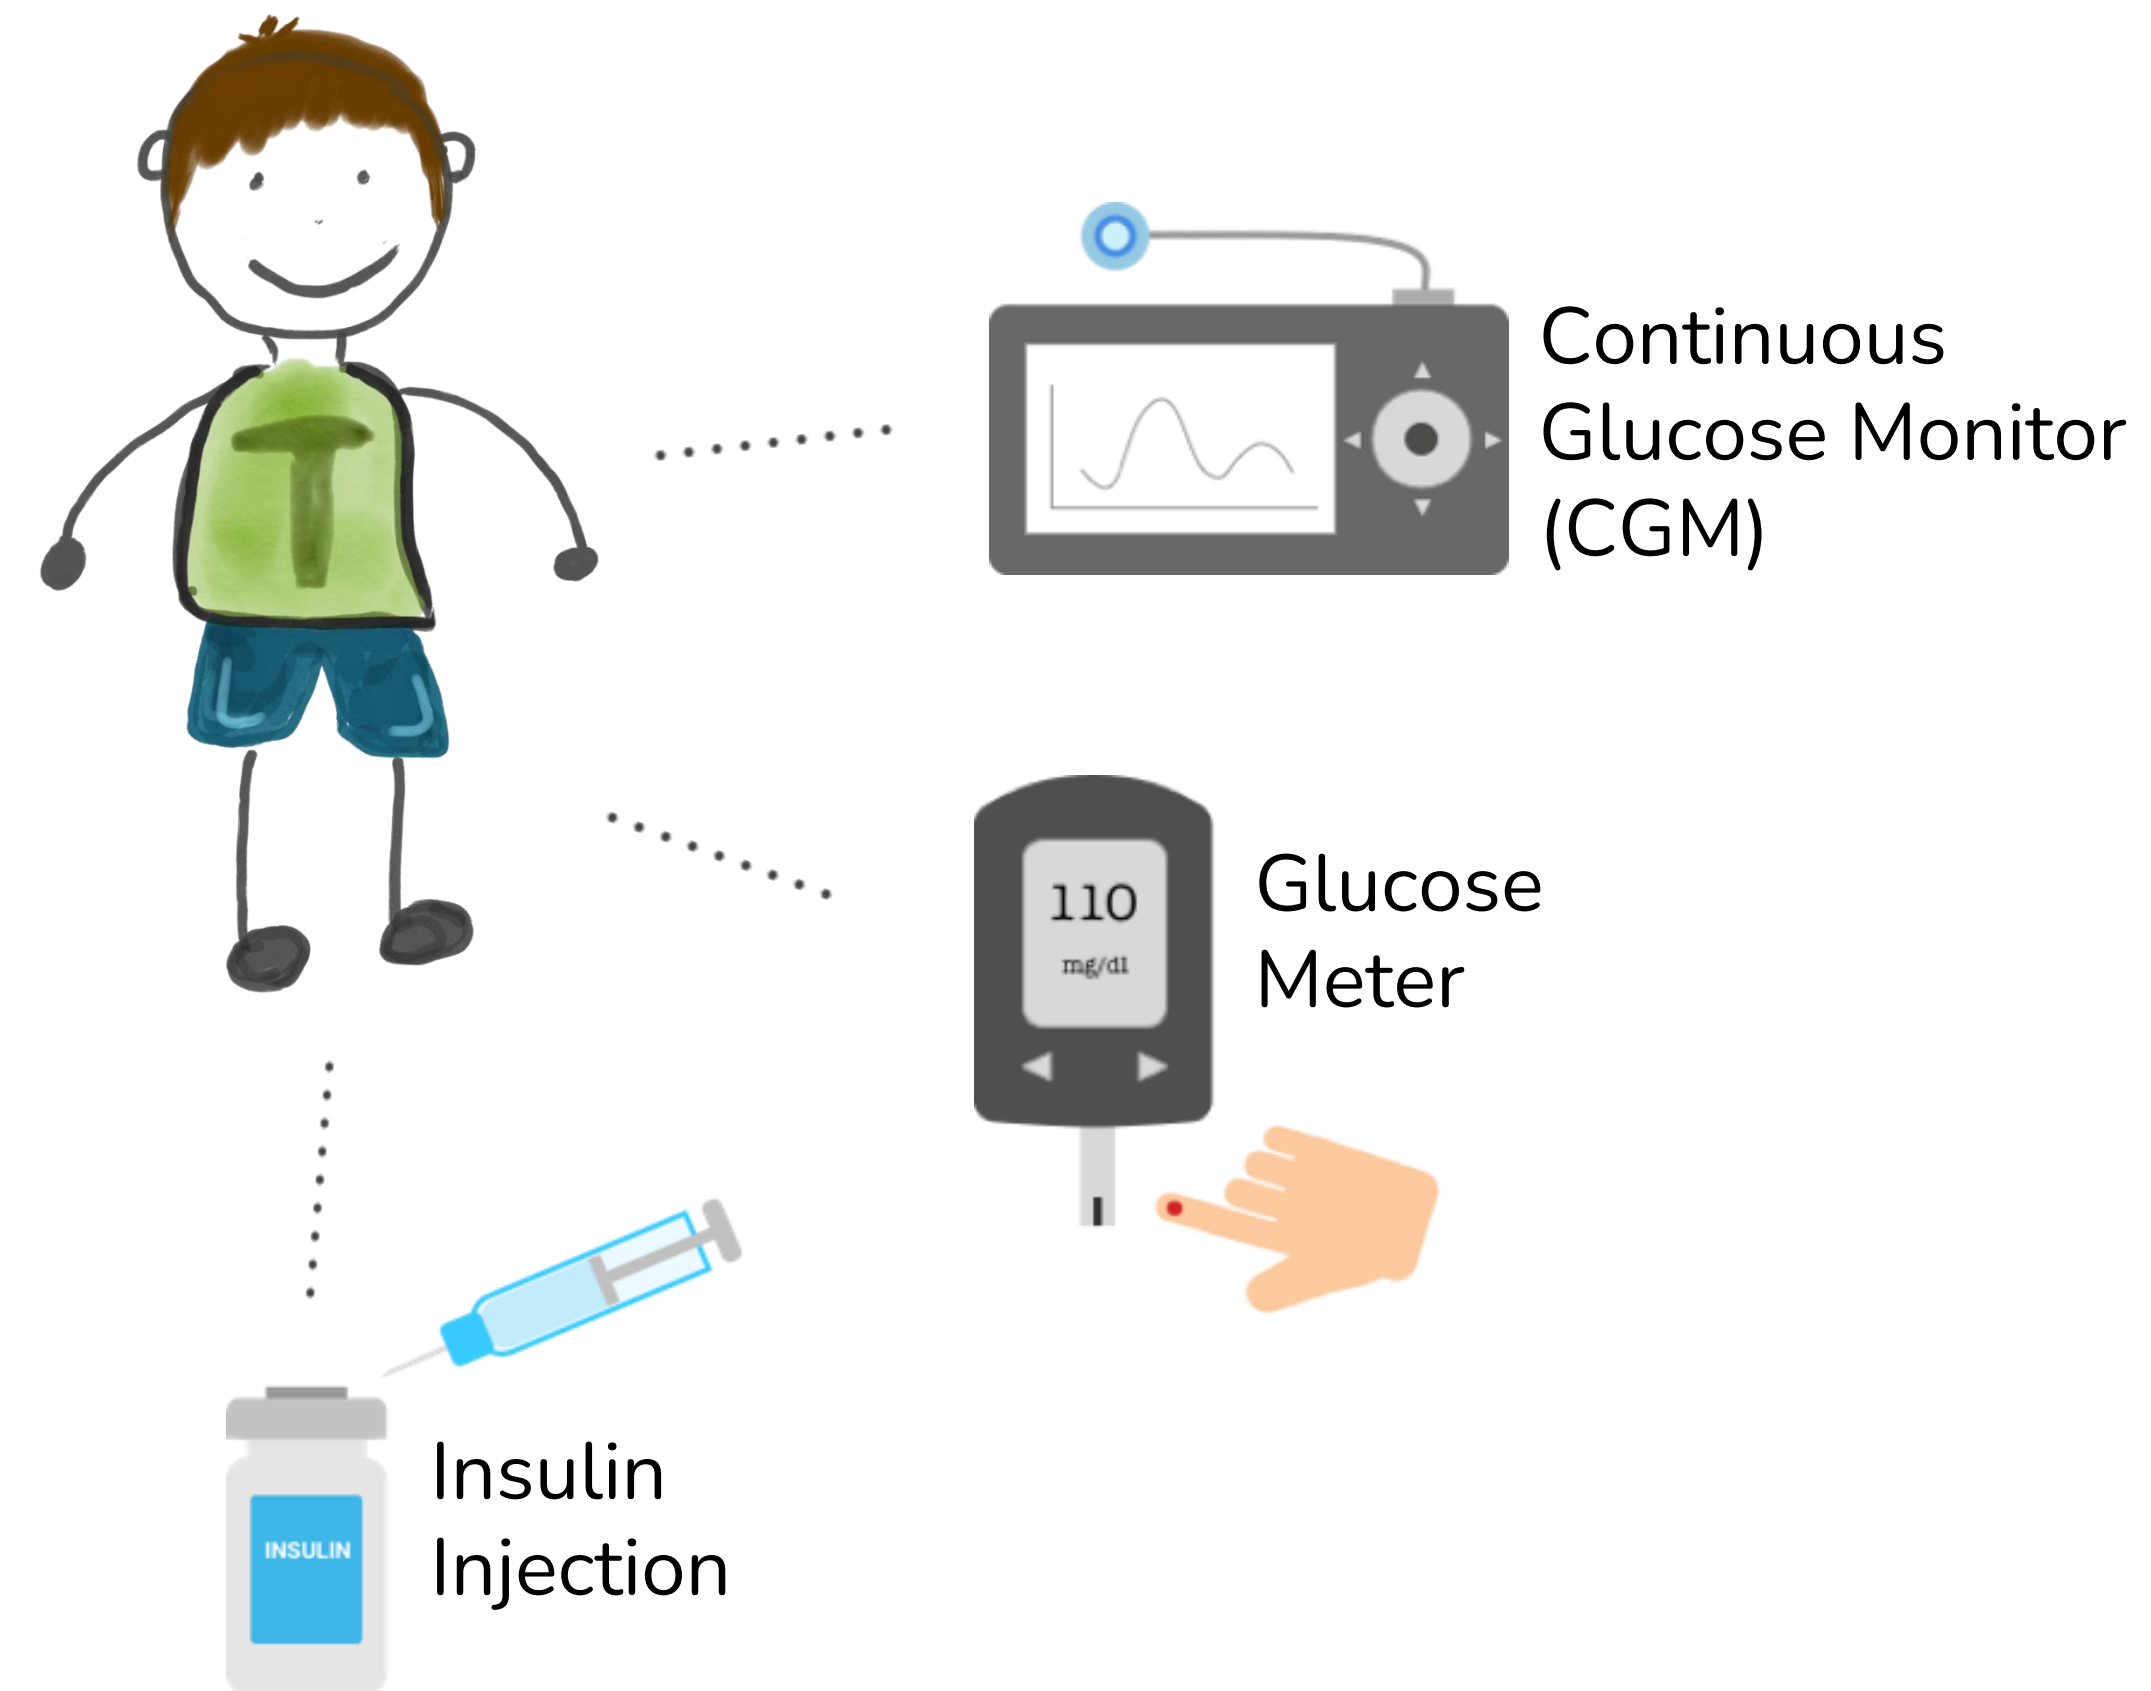 T
Continuous
Glucose Monitor
(CGM)
110
mg/dl
Glucose
Meter
INSULIN
Insulin
Injection